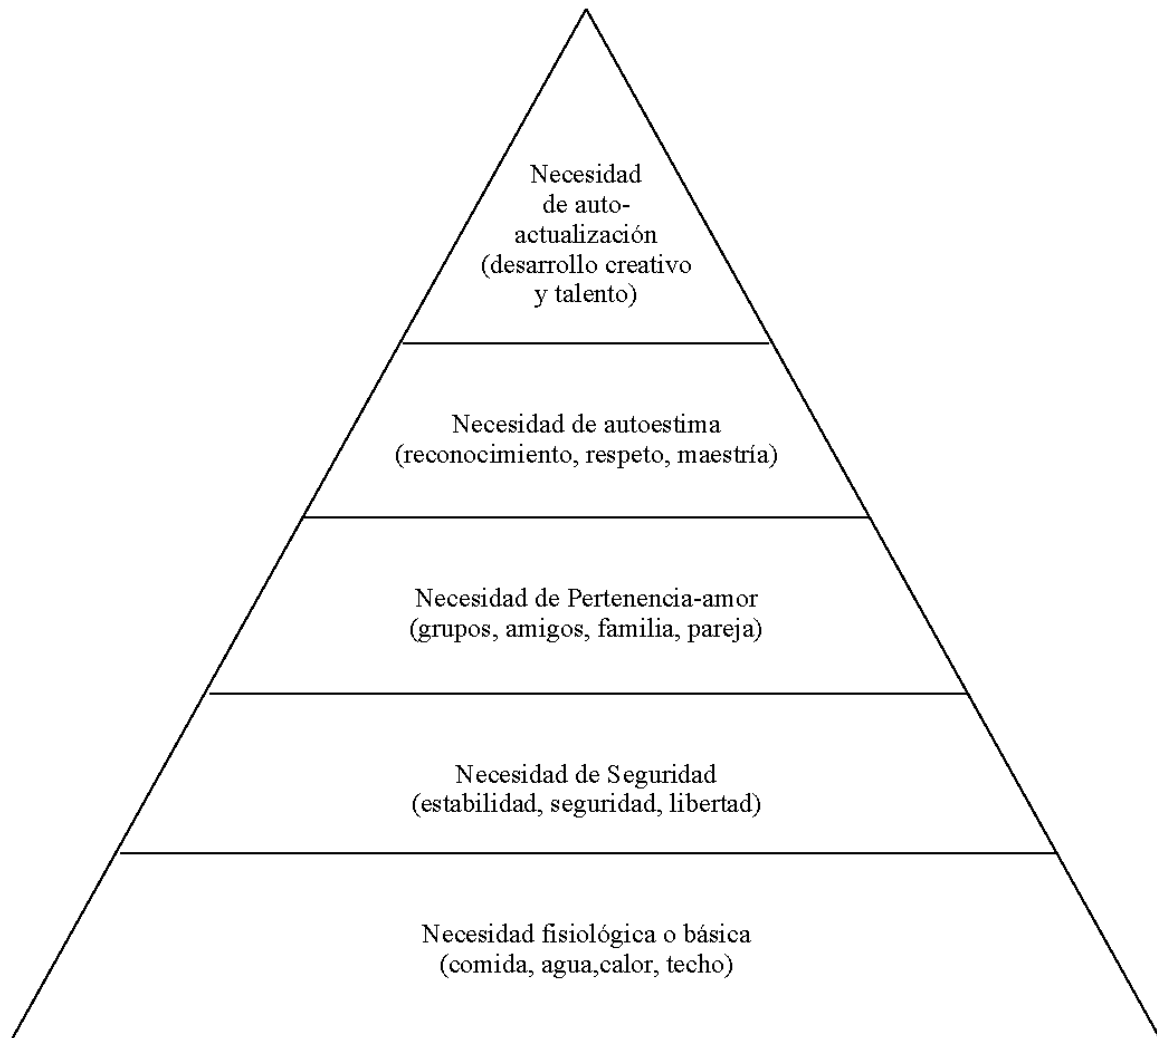 Necesidad
de auto-
actualización
(desarrollo creativo
y talento)
Necesidad de autoestima
(reconocimiento, respeto, maestría)
Necesidad de Pertenencia-amor
(grupos, amigos, familia, pareja)
Necesidad de Seguridad
(estabilidad, seguridad, libertad)
Necesidad fisiológica o básica
(comida, agua,calor, techo)